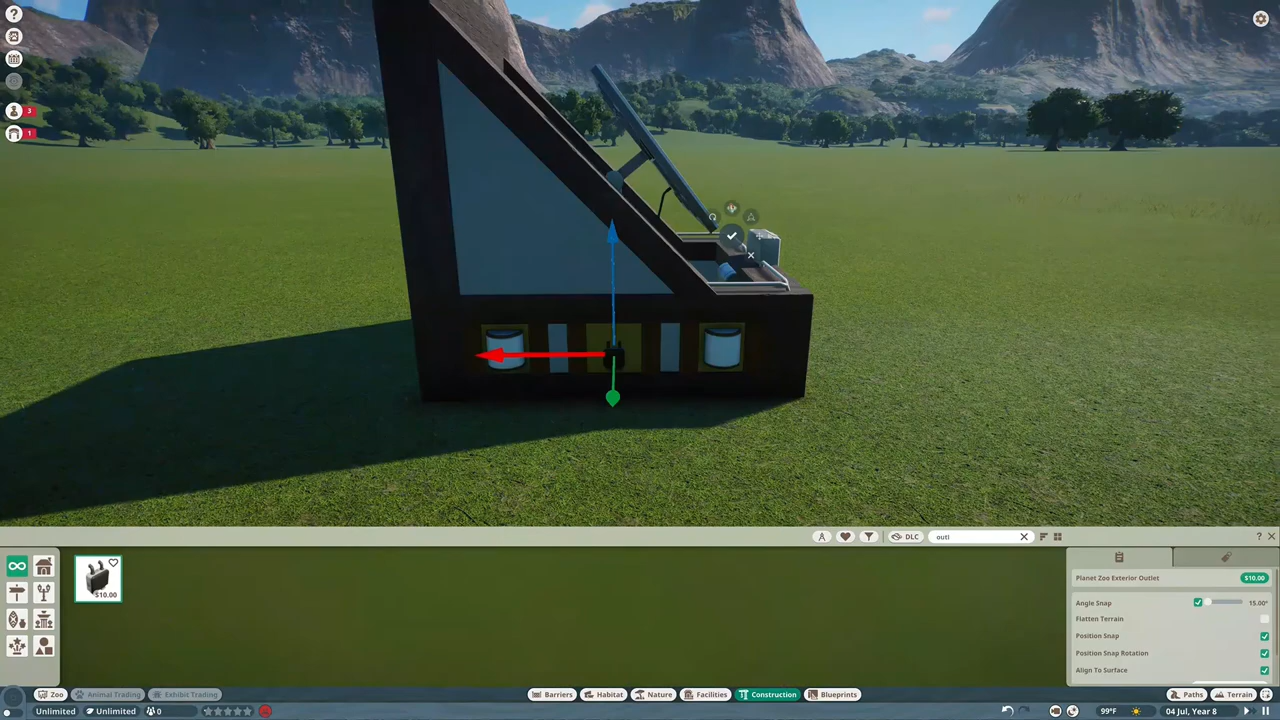 ?
3
1
DLC
outl
?
$10.00
Planet Zoo Exterior Outlet
$10.00
Angle Snap
15.00°
Flatten Terrain
Position Snap
Position Snap Rotation
Align To Surface
Zoo
Animal Trading
Exhibit Trading
Barriers
Habitat
Nature
Facilities
Construction
Blueprints
Paths
Terrain
Unlimited
Unlimited
0
99°F
04 Jul, Year 8